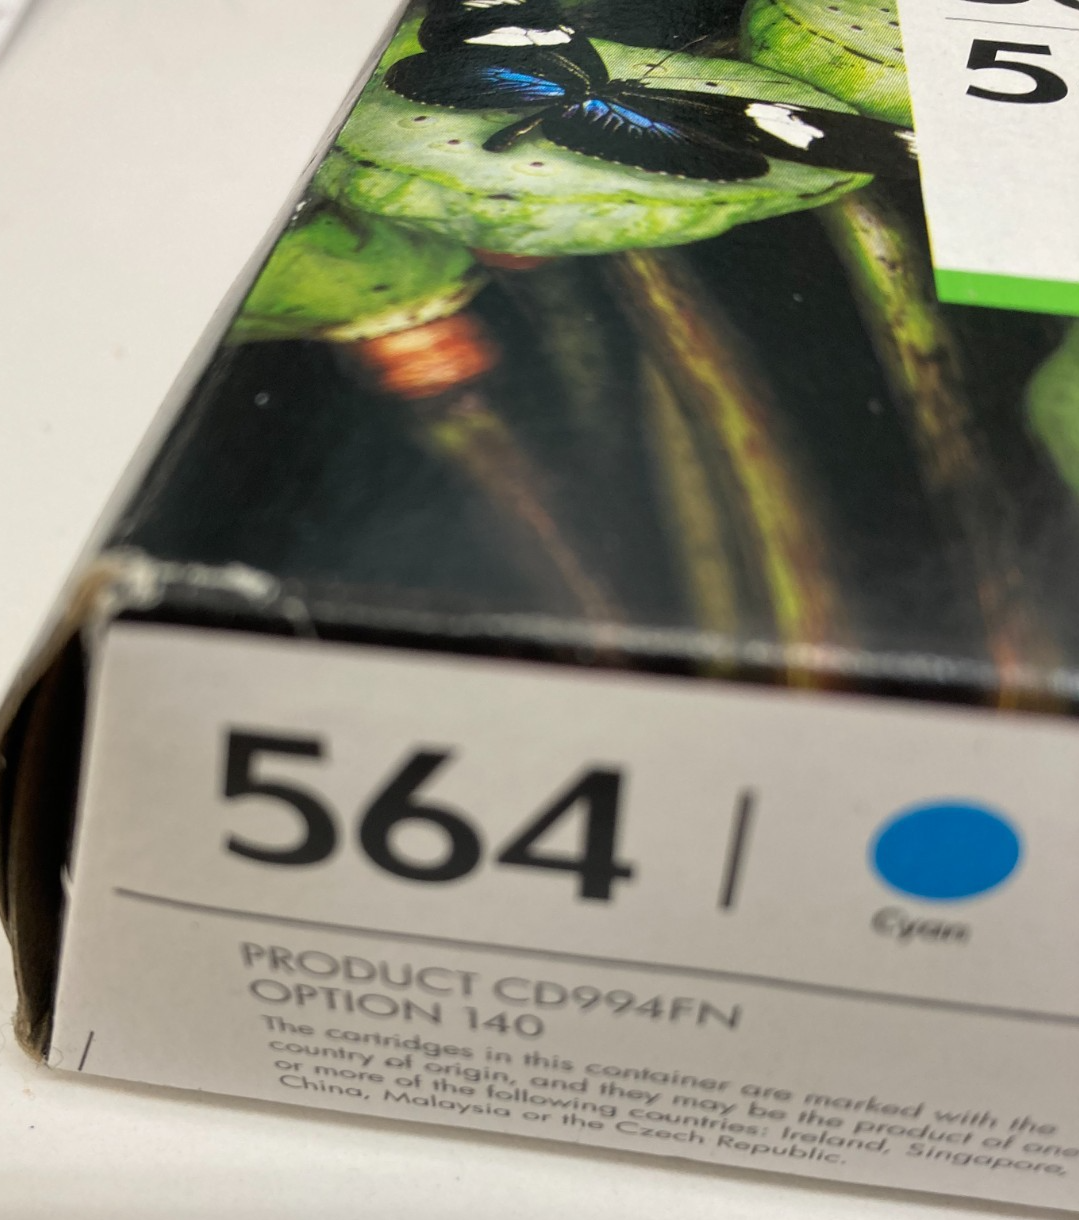 5
564 |
Cyan
PRODUCT CD994FN
OPTION 140
The cartridges in this container are marked with the
country of origin, and they may be the product of one
or more of the following countries: Ireland, Singapore,
China, Malaysia or the Czech Republic.